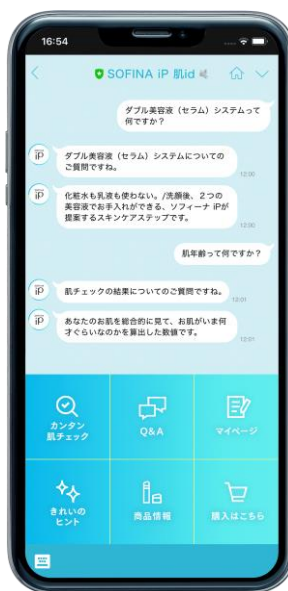 16:54
SOFINA iP 肌id
ダブル美容液（セラム）システムって
何ですか？
iP
ダブル美容液（セラム）システムについての
ご質問ですね。
12:00
iP
化粧水も乳液も使わない。/洗顔後、２つの
美容液でお手入れができる、ソフィーナ iPが
提案するスキンケアステップです。
12:00
肌年齢って何ですか？
iP
肌チェックの結果についてのご質問ですね。
12:01
iP
あなたのお肌を総合的に見て、お肌がいま何
才ぐらいなのかを算出した数値です。
12:01
カンタン
肌チェック
Q&A
マイページ
きれいの
ヒント
商品情報
購入はこちら